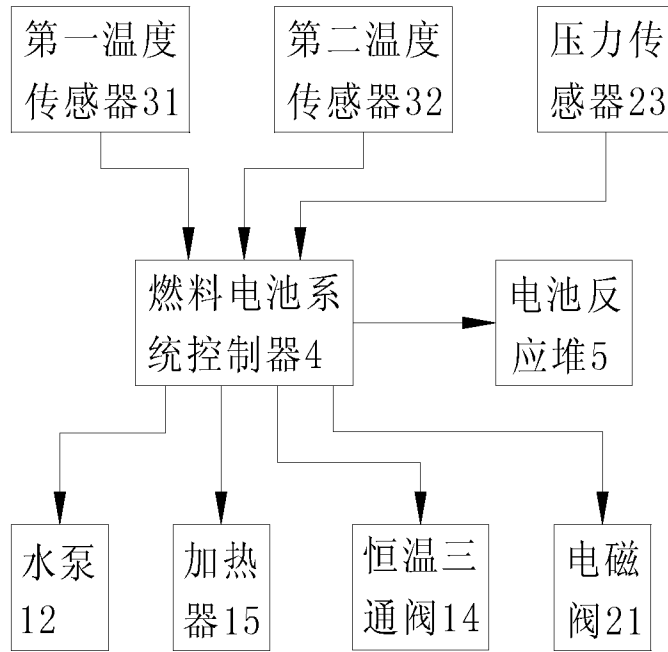 第一温度
传感器31
第二温度
传感器32
压力传
感器23
燃料电池系
统控制器4
电池反
应堆5
水泵
12
加热
器15
恒温三
通阀14
电磁
阀21